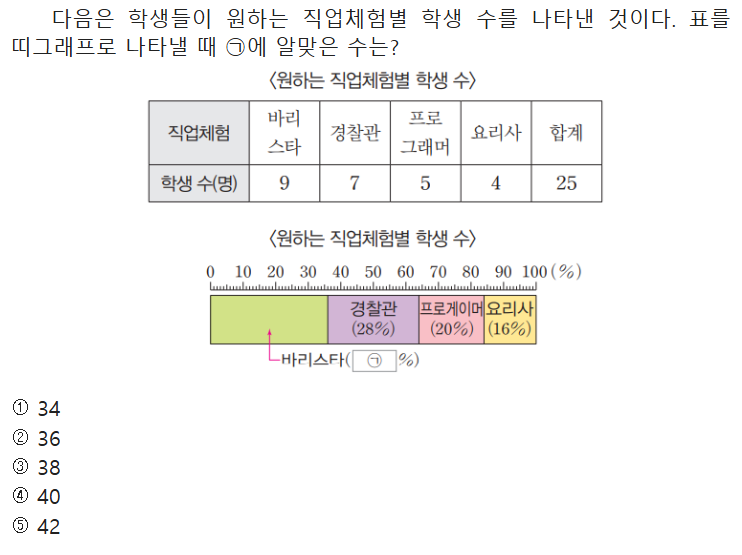 다음은 학생들이 원하는 직업체험별 학생 수를 나타낸 것이다. 표를
띠그래프로 나타낼 때 ㉠에 알맞은 수는?
〈원하는 직업체험별 학생 수〉
직업체험 바리스타 경찰관 프로그래머 요리사 합계
학생 수(명) 9 7 5 4 25
〈원하는 직업체험별 학생 수〉
0 10 20 30 40 50 60 70 80 90 100 (%)
경찰관 프로게이머 요리사
(28%) (20%) (16%)
바리스타( ㉠ %)
① 34
② 36
③ 38
④ 40
⑤ 42